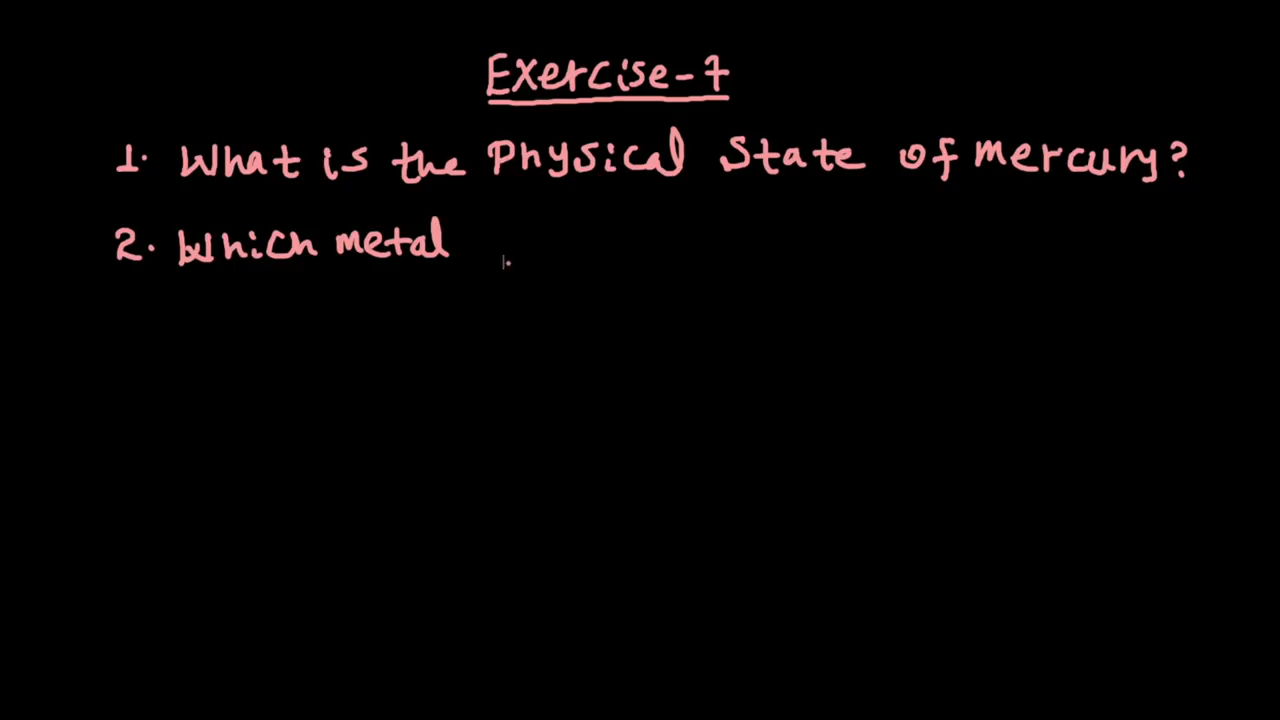 Exercise-7
1. What is the Physical State of mercury?
2. Which metal